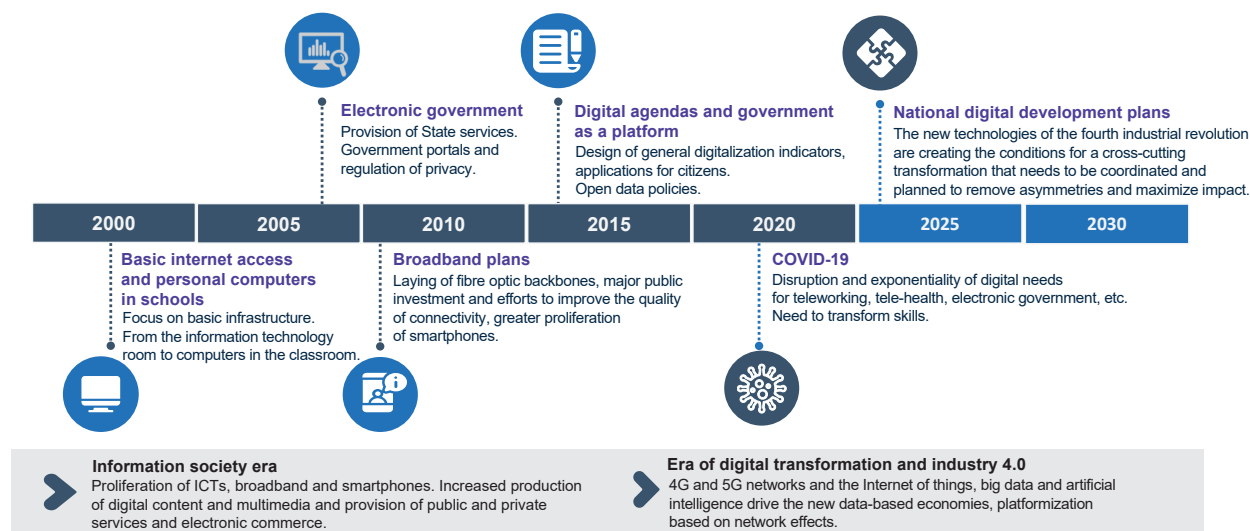 Electronic government
Provision of State services.
Government portals and
regulation of privacy.
Digital agendas and government
as a platform
Design of general digitalization indicators,
applications for citizens.
Open data policies.
National digital development plans
The new technologies of the fourth industrial revolution
are creating the conditions for a cross-cutting
transformation that needs to be coordinated and
planned to remove asymmetries and maximize impact.
2000
2005
2010
2015
2020
2025
2030
Basic internet access
and personal computers
in schools
Focus on basic infrastructure.
From the information technology
room to computers in the classroom.
Broadband plans
Laying of fibre optic backbones, major public
investment and efforts to improve the quality
of connectivity, greater proliferation
of smartphones.
COVID-19
Disruption and exponentiality of digital needs
for teleworking, tele-health, electronic government, etc.
Need to transform skills.
Information society era
Proliferation of ICTs, broadband and smartphones. Increased production
of digital content and multimedia and provision of public and private
services and electronic commerce.
Era of digital transformation and industry 4.0
4G and 5G networks and the Internet of things, big data and artificial
intelligence drive the new data-based economies, platformization
based on network effects.